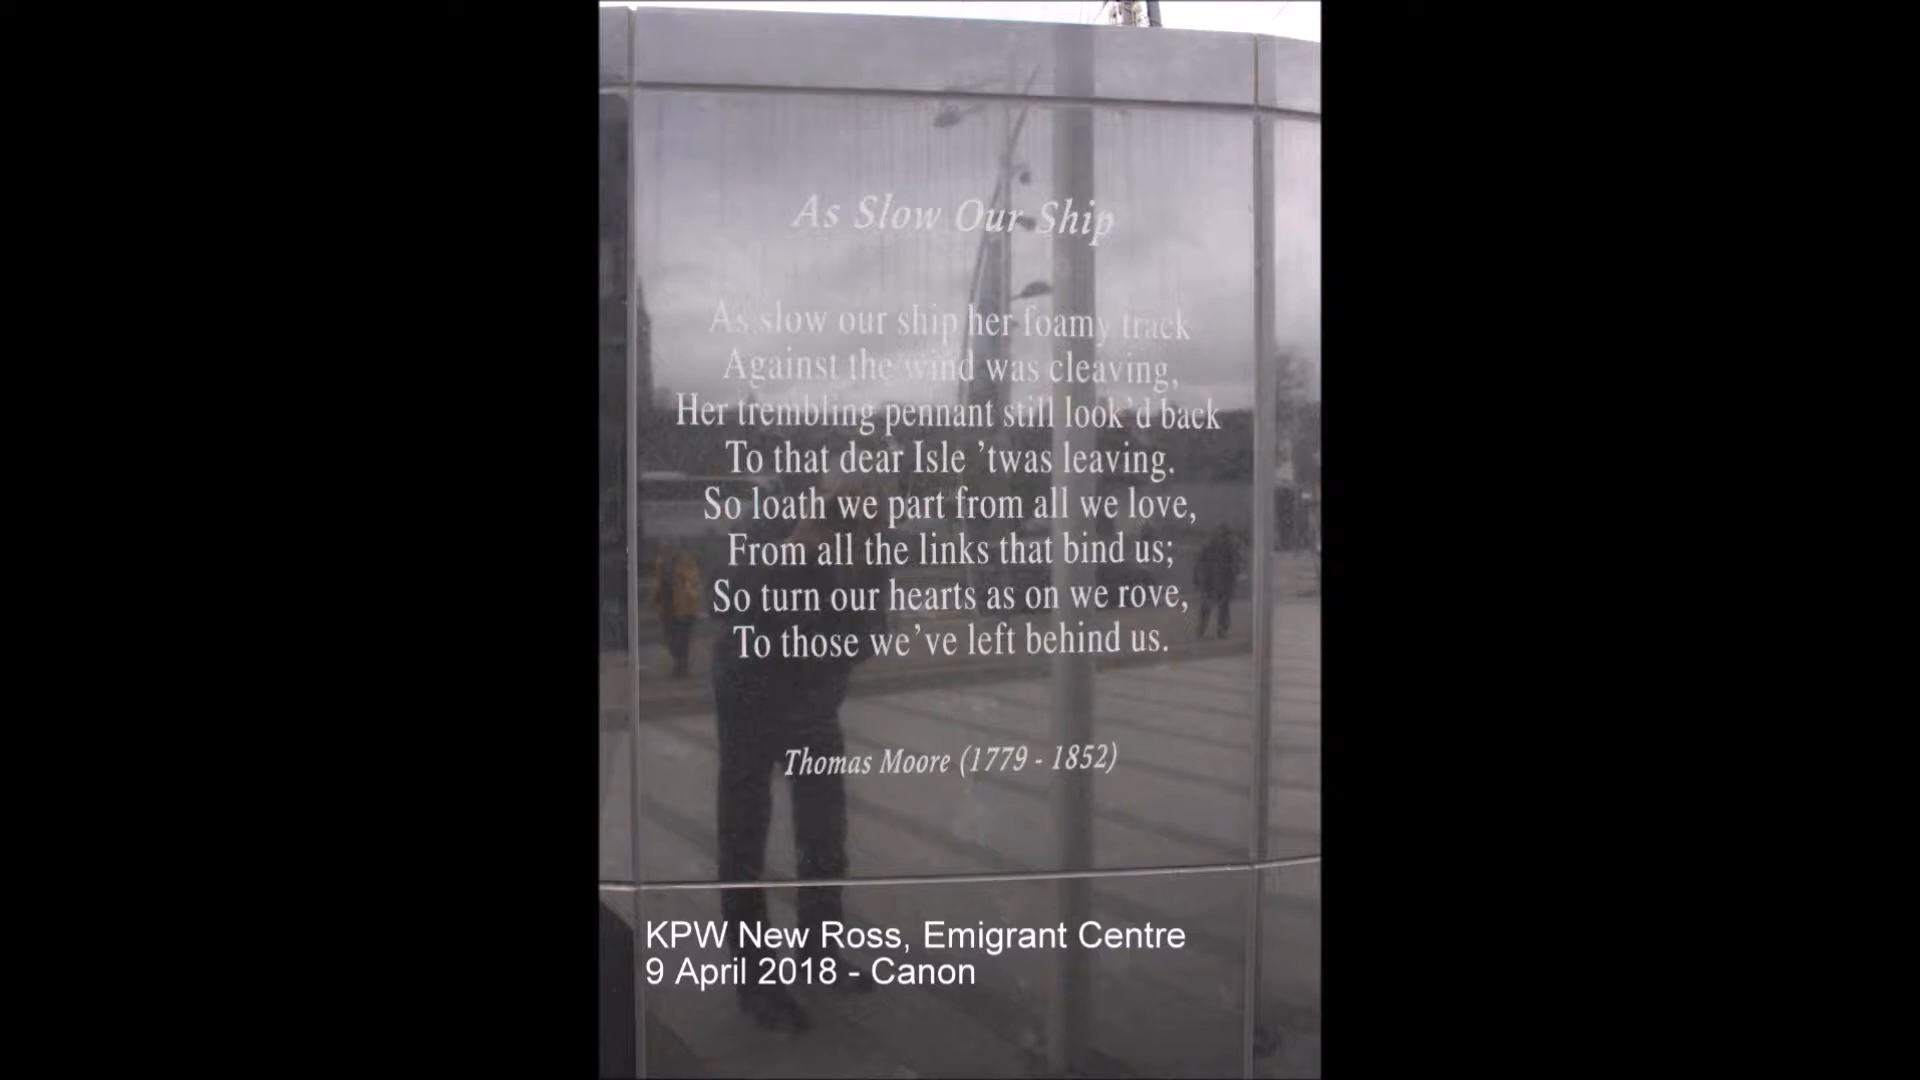 As Slow Our Ship
As slow our ship her foamy track
Against the wind was cleaving,
Her trembling pennant still look’d back
To that dear Isle ’twas leaving.
So loath we part from all we love,
From all the links that bind us;
So turn our hearts as on we rove,
To those we’ve left behind us.
Thomas Moore (1779 - 1852)
KPW New Ross, Emigrant Centre
9 April 2018 - Canon